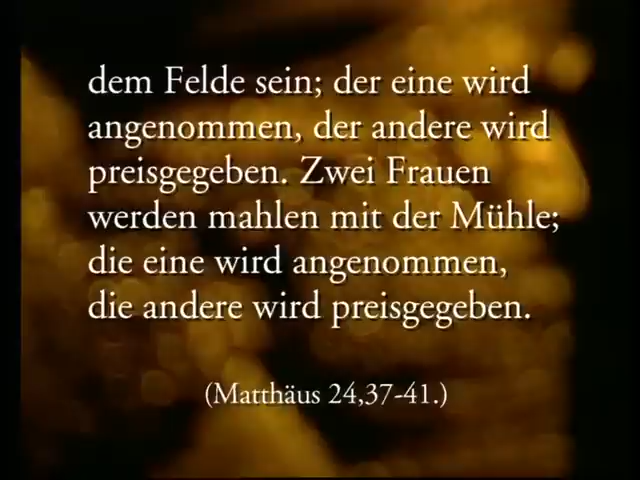 dem Felde sein; der eine wird
angenommen, der andere wird
preisgegeben. Zwei Frauen
werden mahlen mit der Mühle;
die eine wird angenommen,
die andere wird preisgegeben.
(Matthäus 24,37-41.)